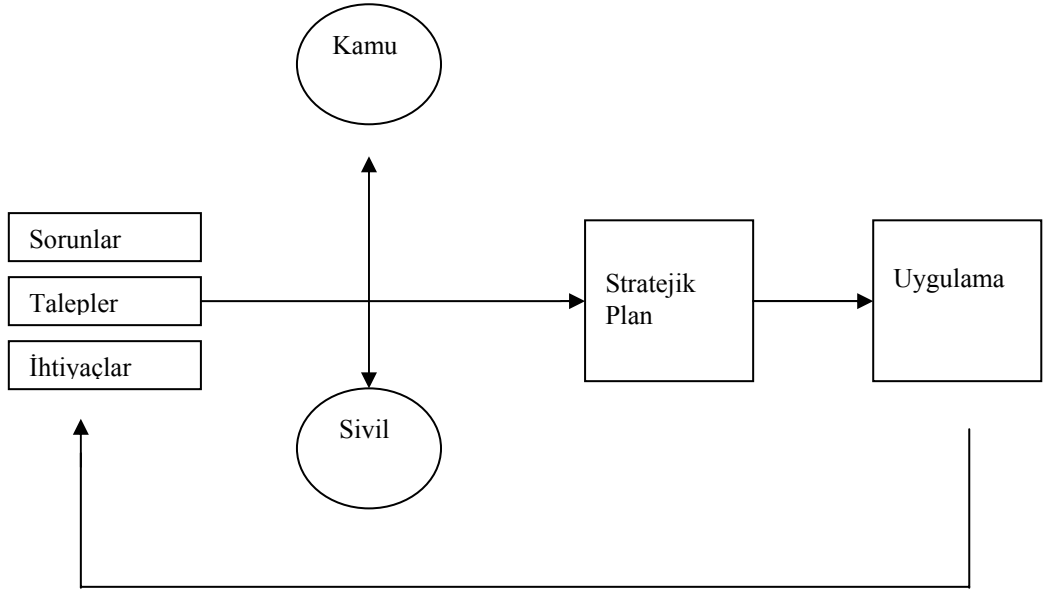 Kamu
Sorunlar
Talepler
İhtiyaçlar
Stratejik
Plan
Uygulama
Sivil